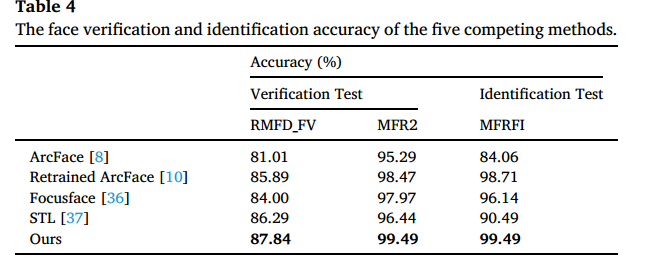 Table 4
The face verification and identification accuracy of the five competing methods.
Accuracy (%)
Verification Test Identification Test
RMFD_FV MFR2 MFRFI
ArcFace [8] 81.01 95.29 84.06
Retrained ArcFace [10] 85.89 98.47 98.71
Focusface [36] 84.00 97.97 96.14
STL [37] 86.29 96.44 90.49
Ours 87.84 99.49 99.49